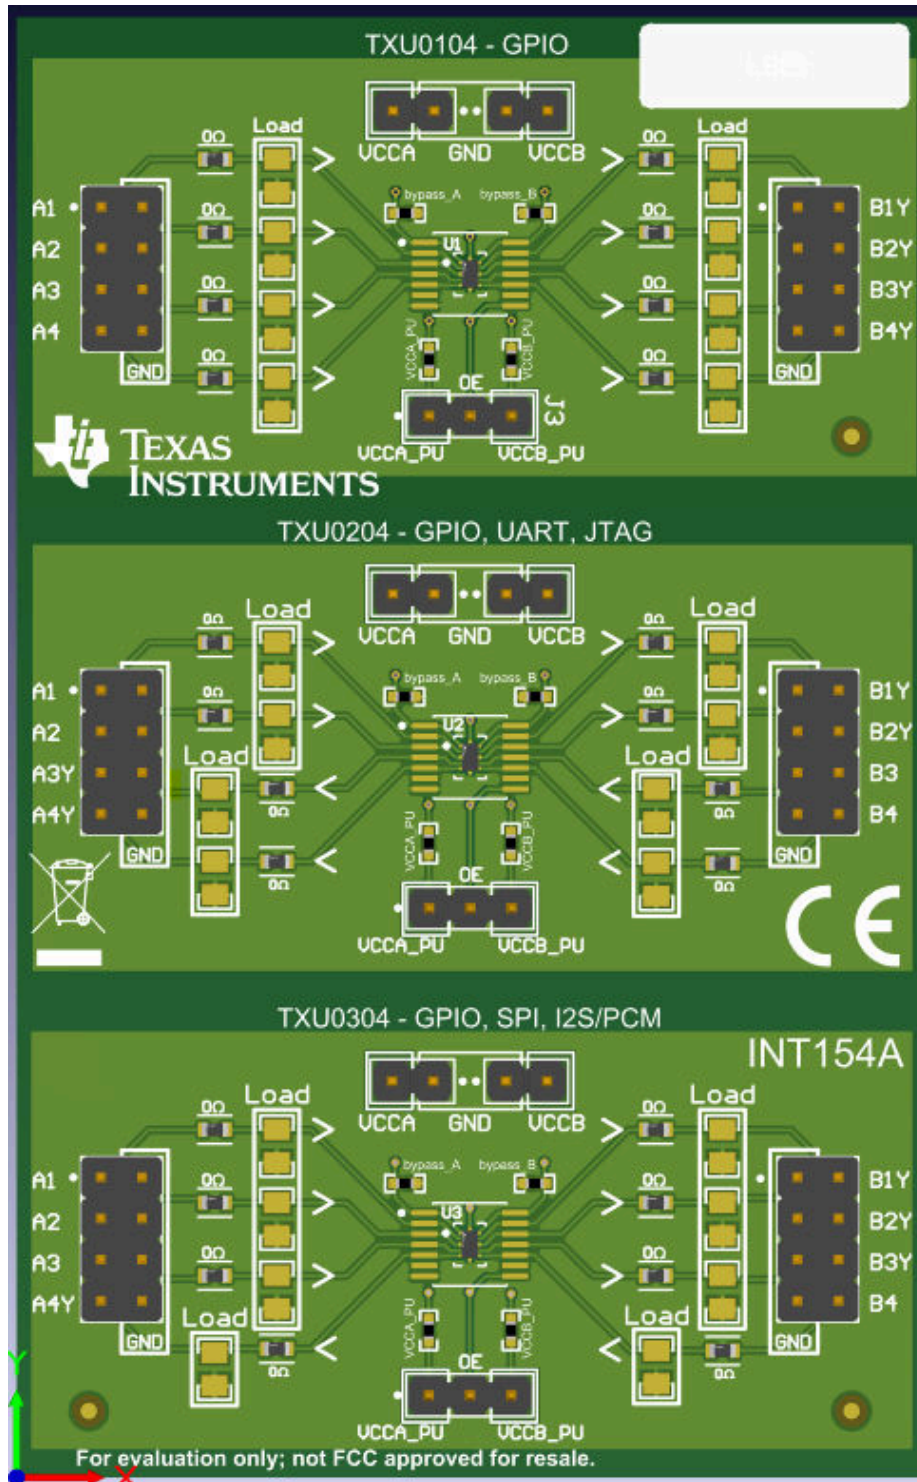 TXU0104 - GPIO
VCCA GND VCCB
0Ω Load 0Ω Load
bypass_A bypass_B
A1 0Ω U1 0Ω B1Y
A2 B2Y
A3 0Ω 0Ω B3Y
A4 VCCA_PU VCCB_PU B4Y
GND 0Ω OE 0Ω GND
J3
VCCA_PU VCCB_PU
TEXAS
INSTRUMENTS
TXU0204 - GPIO, UART, JTAG
VCCA GND VCCB
0Ω Load 0Ω Load
bypass_A bypass_B
A1 0Ω U2 0Ω B1Y
A2 B2Y
Load Load
A3Y B3
A4Y 0Ω VCCA_PU VCCB_PU 0Ω B4
GND OE GND
0Ω 0Ω
VCCA_PU VCCB_PU
CE
TXU0304 - GPIO, SPI, I2S/PCM
INT154A
VCCA GND VCCB
0Ω Load 0Ω Load
bypass_A bypass_B
A1 0Ω U3 0Ω B1Y
A2 B2Y
A3 0Ω 0Ω B3Y
A4Y B4
Load VCCA_PU VCCB_PU Load
GND OE GND
0Ω 0Ω
VCCA_PU VCCB_PU
Y
For evaluation only; not FCC approved for resale.
X